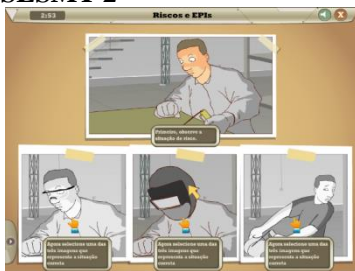 SESMT 2
2:53
Riscos e EPIs
X
Primeiro, observe a
situação de risco.
Agora selecione uma das
três imagens que
representa a situação
correta
Agora selecione uma das
três imagens que
representa a situação
correta
Agora selecione uma das
três imagens que
representa a situação
correta